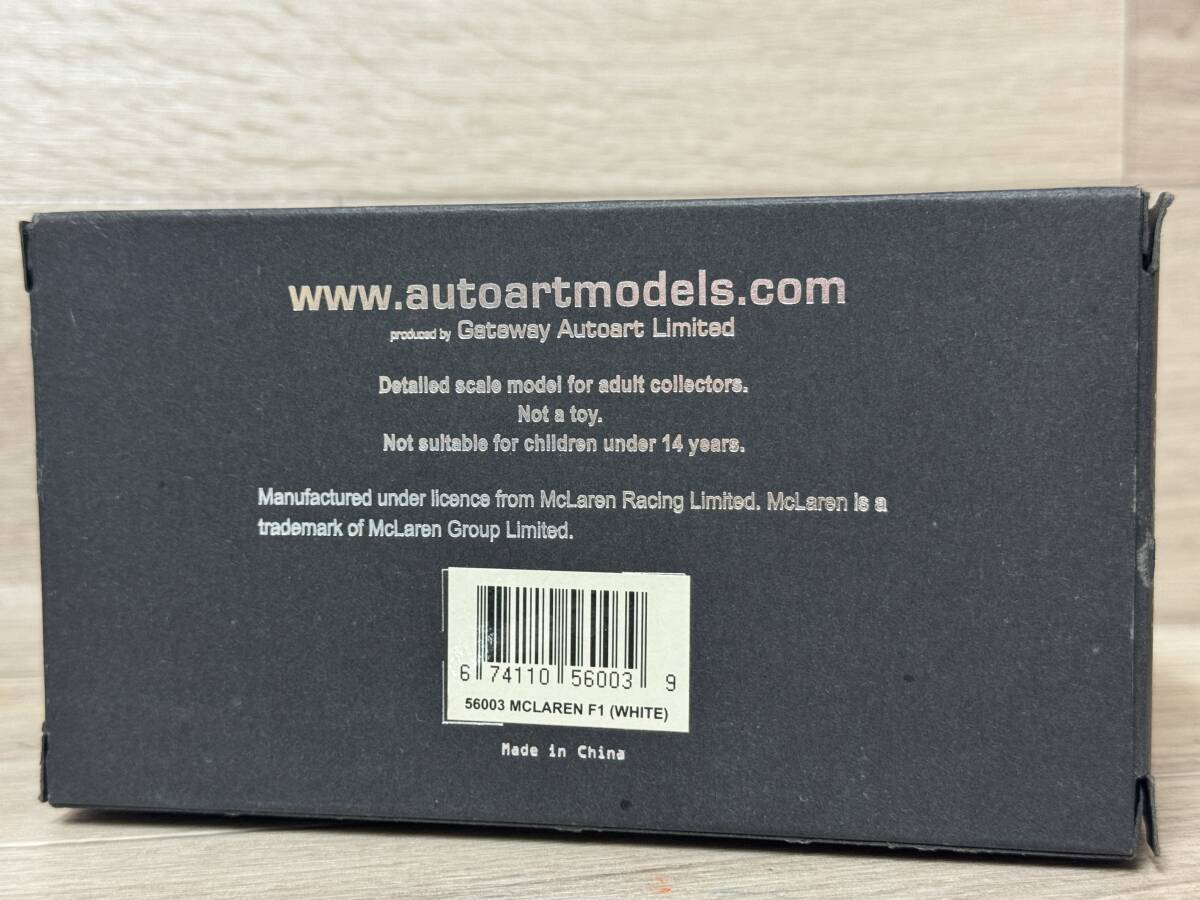 www.autoartmodels.com
produced by Gateway Autoart Limited
Detailed scale model for adult collectors.
Not a toy.
Not suitable for children under 14 years.
Manufactured under licence from McLaren Racing Limited. McLaren is a
trademark of McLaren Group Limited.
6 74110 56003 9
56003 MCLAREN F1 (WHITE)
Made in China